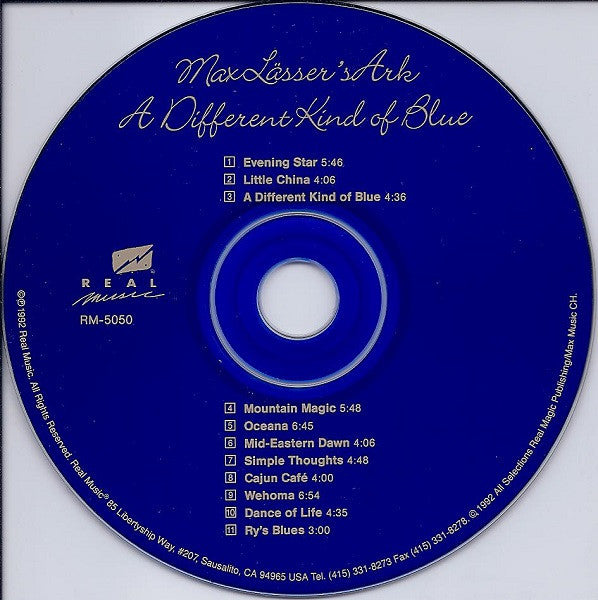 Max Lässer's Ark
A Different Kind of Blue
1 Evening Star 5:46
2 Little China 4:06
3 A Different Kind of Blue 4:36
REAL
music
®
RM-5050
4 Mountain Magic 5:48
5 Oceana 6:45
6 Mid-Eastern Dawn 4:06
7 Simple Thoughts 4:48
8 Cajun Café 4:00
9 Wehoma 6:54
10 Dance of Life 4:35
11 Ry's Blues 3:00
©℗1992 Real Music. All Rights Reserved. Real Music® 85 Libertyship Way, #207, Sausalito, CA 94965 USA Tel. (415) 331-8273 Fax (415) 331-8278. ©1992 All Selections Real Magic Publishing/Max Music CH.